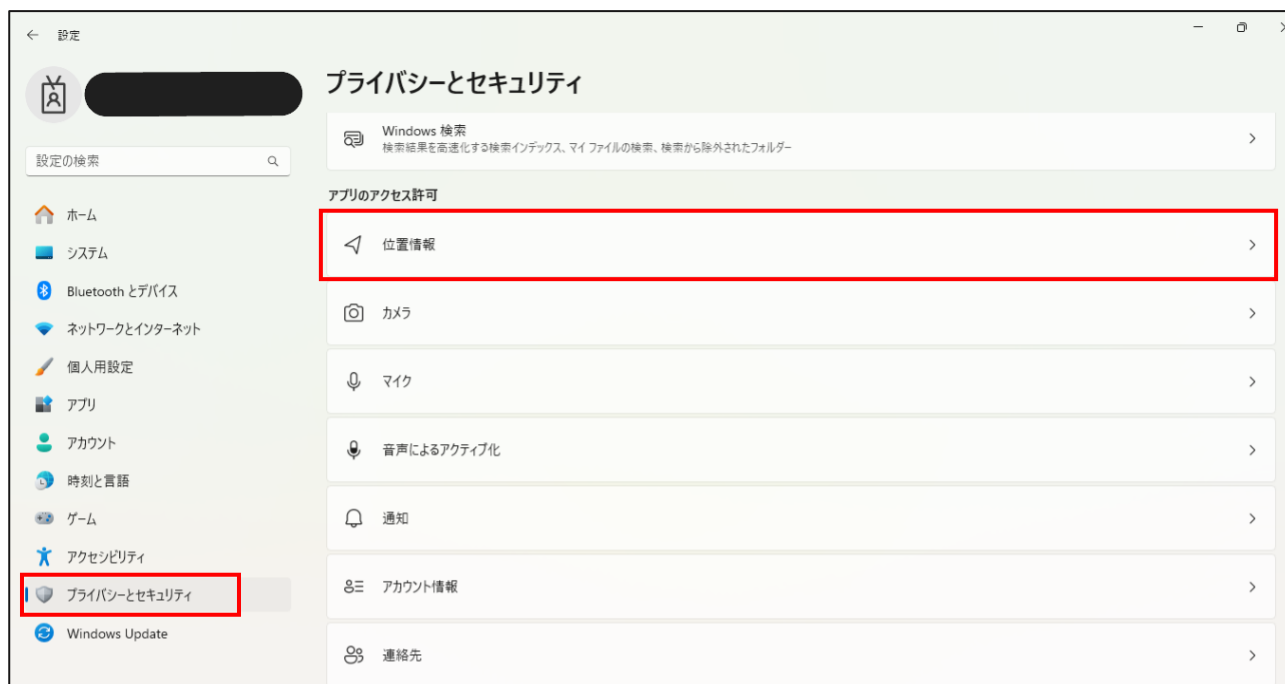 設定
設定の検索
ホーム
システム
Bluetooth とデバイス
ネットワークとインターネット
個人用設定
アプリ
アカウント
時刻と言語
ゲーム
アクセシビリティ
プライバシーとセキュリティ
Windows Update
プライバシーとセキュリティ
Windows 検索
検索結果を高速化する検索インデックス、マイ ファイルの検索、検索から除外されたフォルダー
アプリのアクセス許可
位置情報
カメラ
マイク
音声によるアクティブ化
通知
アカウント情報
連絡先